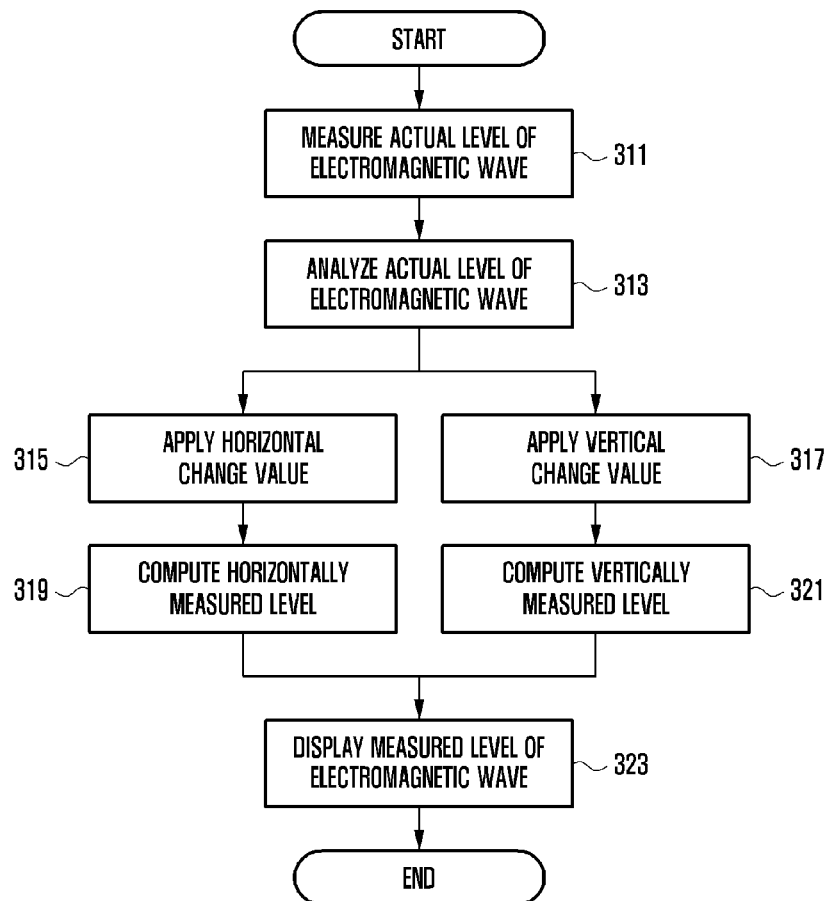 START
MEASURE ACTUAL LEVEL OF
ELECTROMAGNETIC WAVE
311
ANALYZE ACTUAL LEVEL OF
ELECTROMAGNETIC WAVE
313
315
APPLY HORIZONTAL
CHANGE VALUE
APPLY VERTICAL
CHANGE VALUE
317
319
COMPUTE HORIZONTALLY
MEASURED LEVEL
COMPUTE VERTICALLY
MEASURED LEVEL
321
DISPLAY MEASURED LEVEL OF
ELECTROMAGNETIC WAVE
323
END